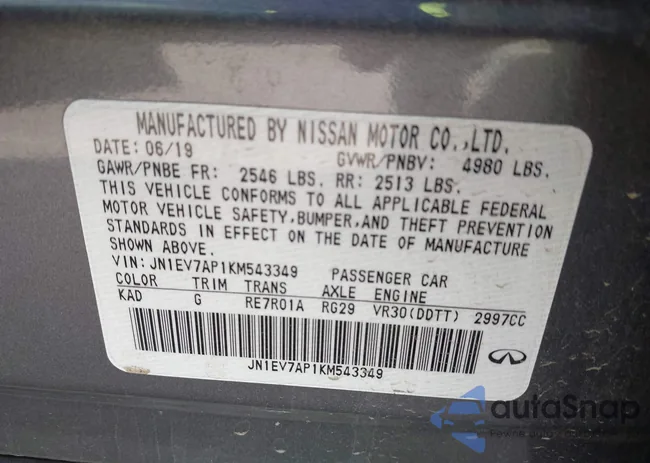 MANUFACTURED BY NISSAN MOTOR CO.,LTD.
DATE: 06/19 GVWR/PNBV: 4980 LBS.
GAWR/PNBE FR: 2546 LBS. RR: 2513 LBS.
THIS VEHICLE CONFORMS TO ALL APPLICABLE FEDERAL
MOTOR VEHICLE SAFETY,BUMPER,AND THEFT PREVENTION
STANDARDS IN EFFECT ON THE DATE OF MANUFACTURE
SHOWN ABOVE.
VIN: JN1EV7AP1KM543349 PASSENGER CAR
COLOR TRIM TRANS AXLE ENGINE
KAD G RE7R01A RG29 VR30(DDTT) 2997CC
JN1EV7AP1KM543349
autoSnap